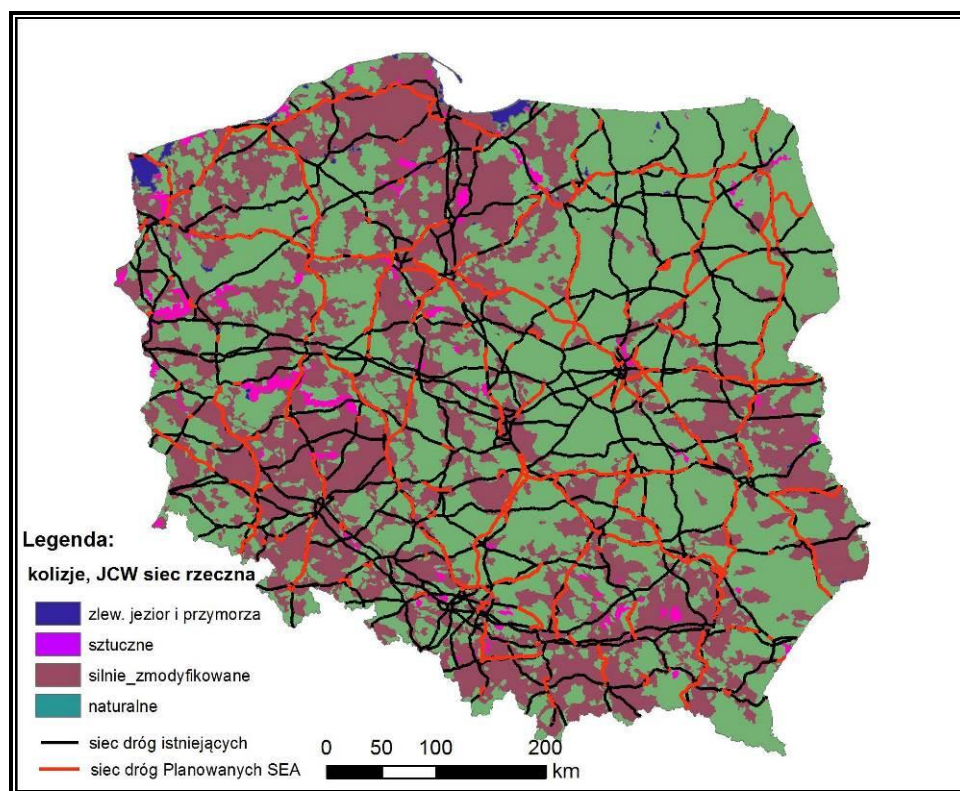 Legenda:
kolizje, JCW siec rzeczna
zlew. jezior i przymorza
sztuczne
silnie_zmodyfikowane
naturalne
siec dróg istniejących
siec dróg Planowanych SEA
0 50 100 200
km